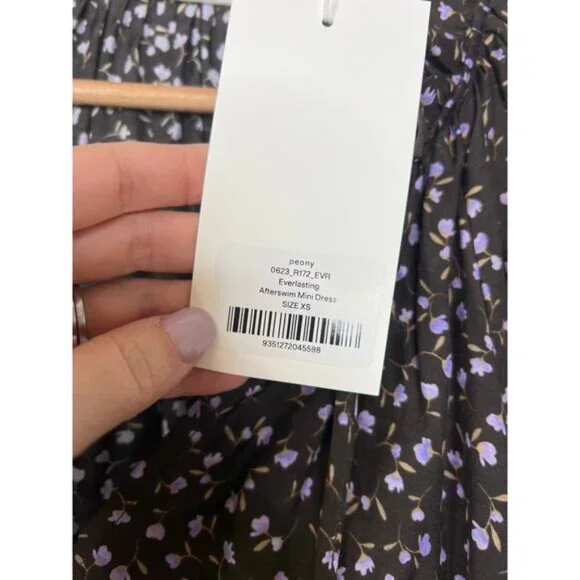 peony
0623_R172_EVR
Everlasting
Afterswim Mini Dress
SIZE XS
9351272045598